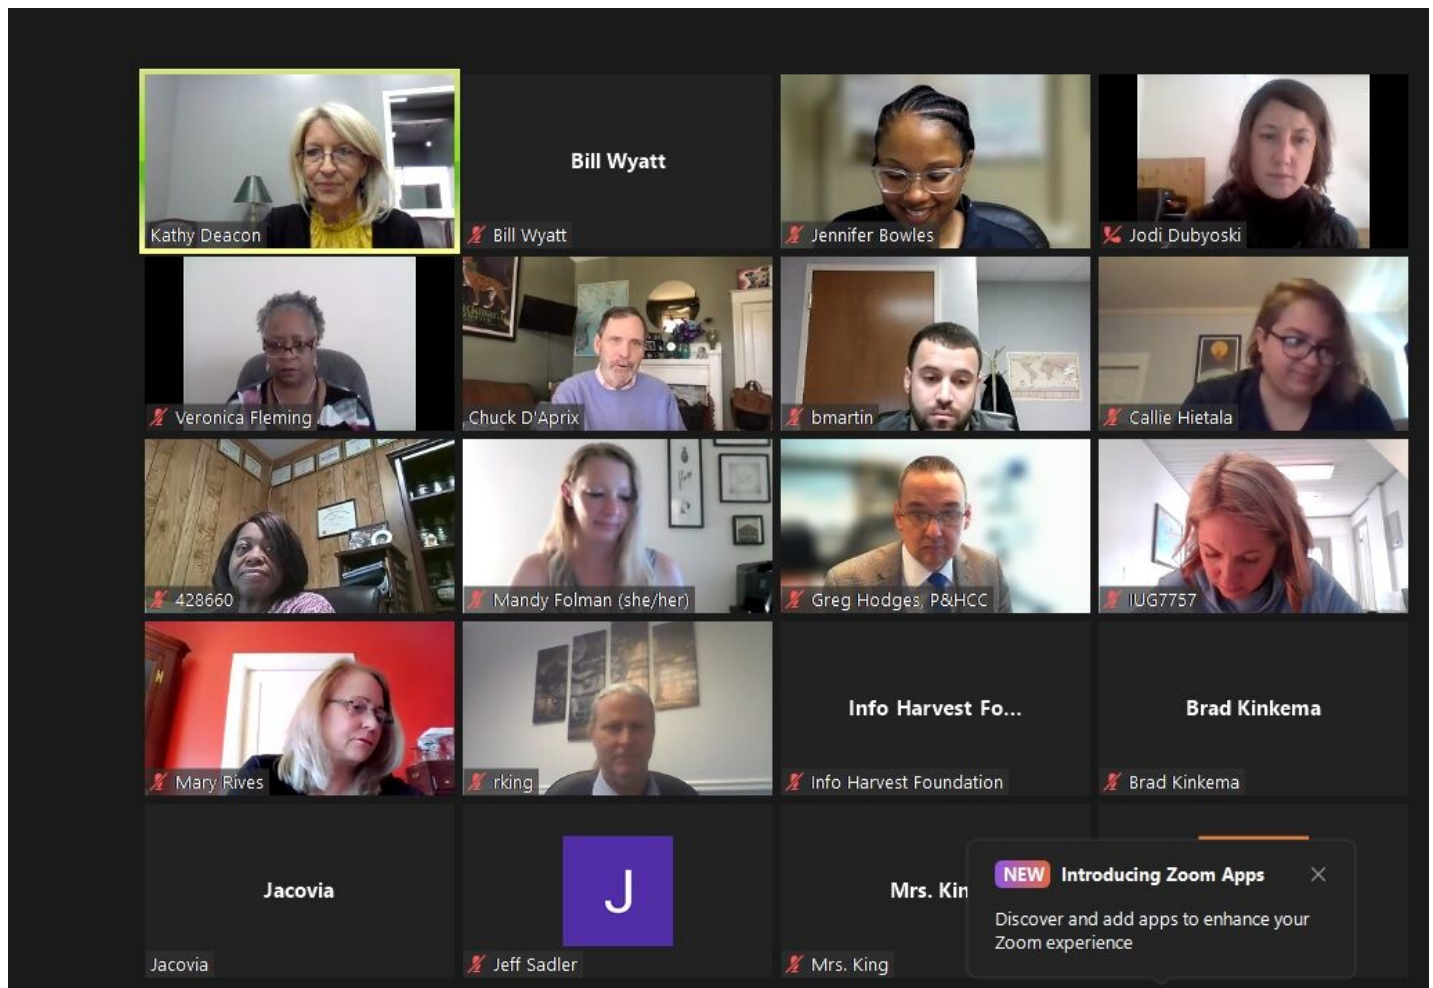 Kathy Deacon
Bill Wyatt
Bill Wyatt
Jennifer Bowles
Jodi Dubyoski
Veronica Fleming
Chuck D'Aprix
bmartin
Callie Hietala
428660
Mandy Folman (she/her)
Greg Hodges, P&HCC
IUG7757
Mary Rives
rking
Info Harvest Fo...
Info Harvest Foundation
Brad Kinkema
Brad Kinkema
Jacovia
Jacovia
J
Jeff Sadler
Mrs. Kin
Mrs. King
NEW Introducing Zoom Apps
Discover and add apps to enhance your
Zoom experience